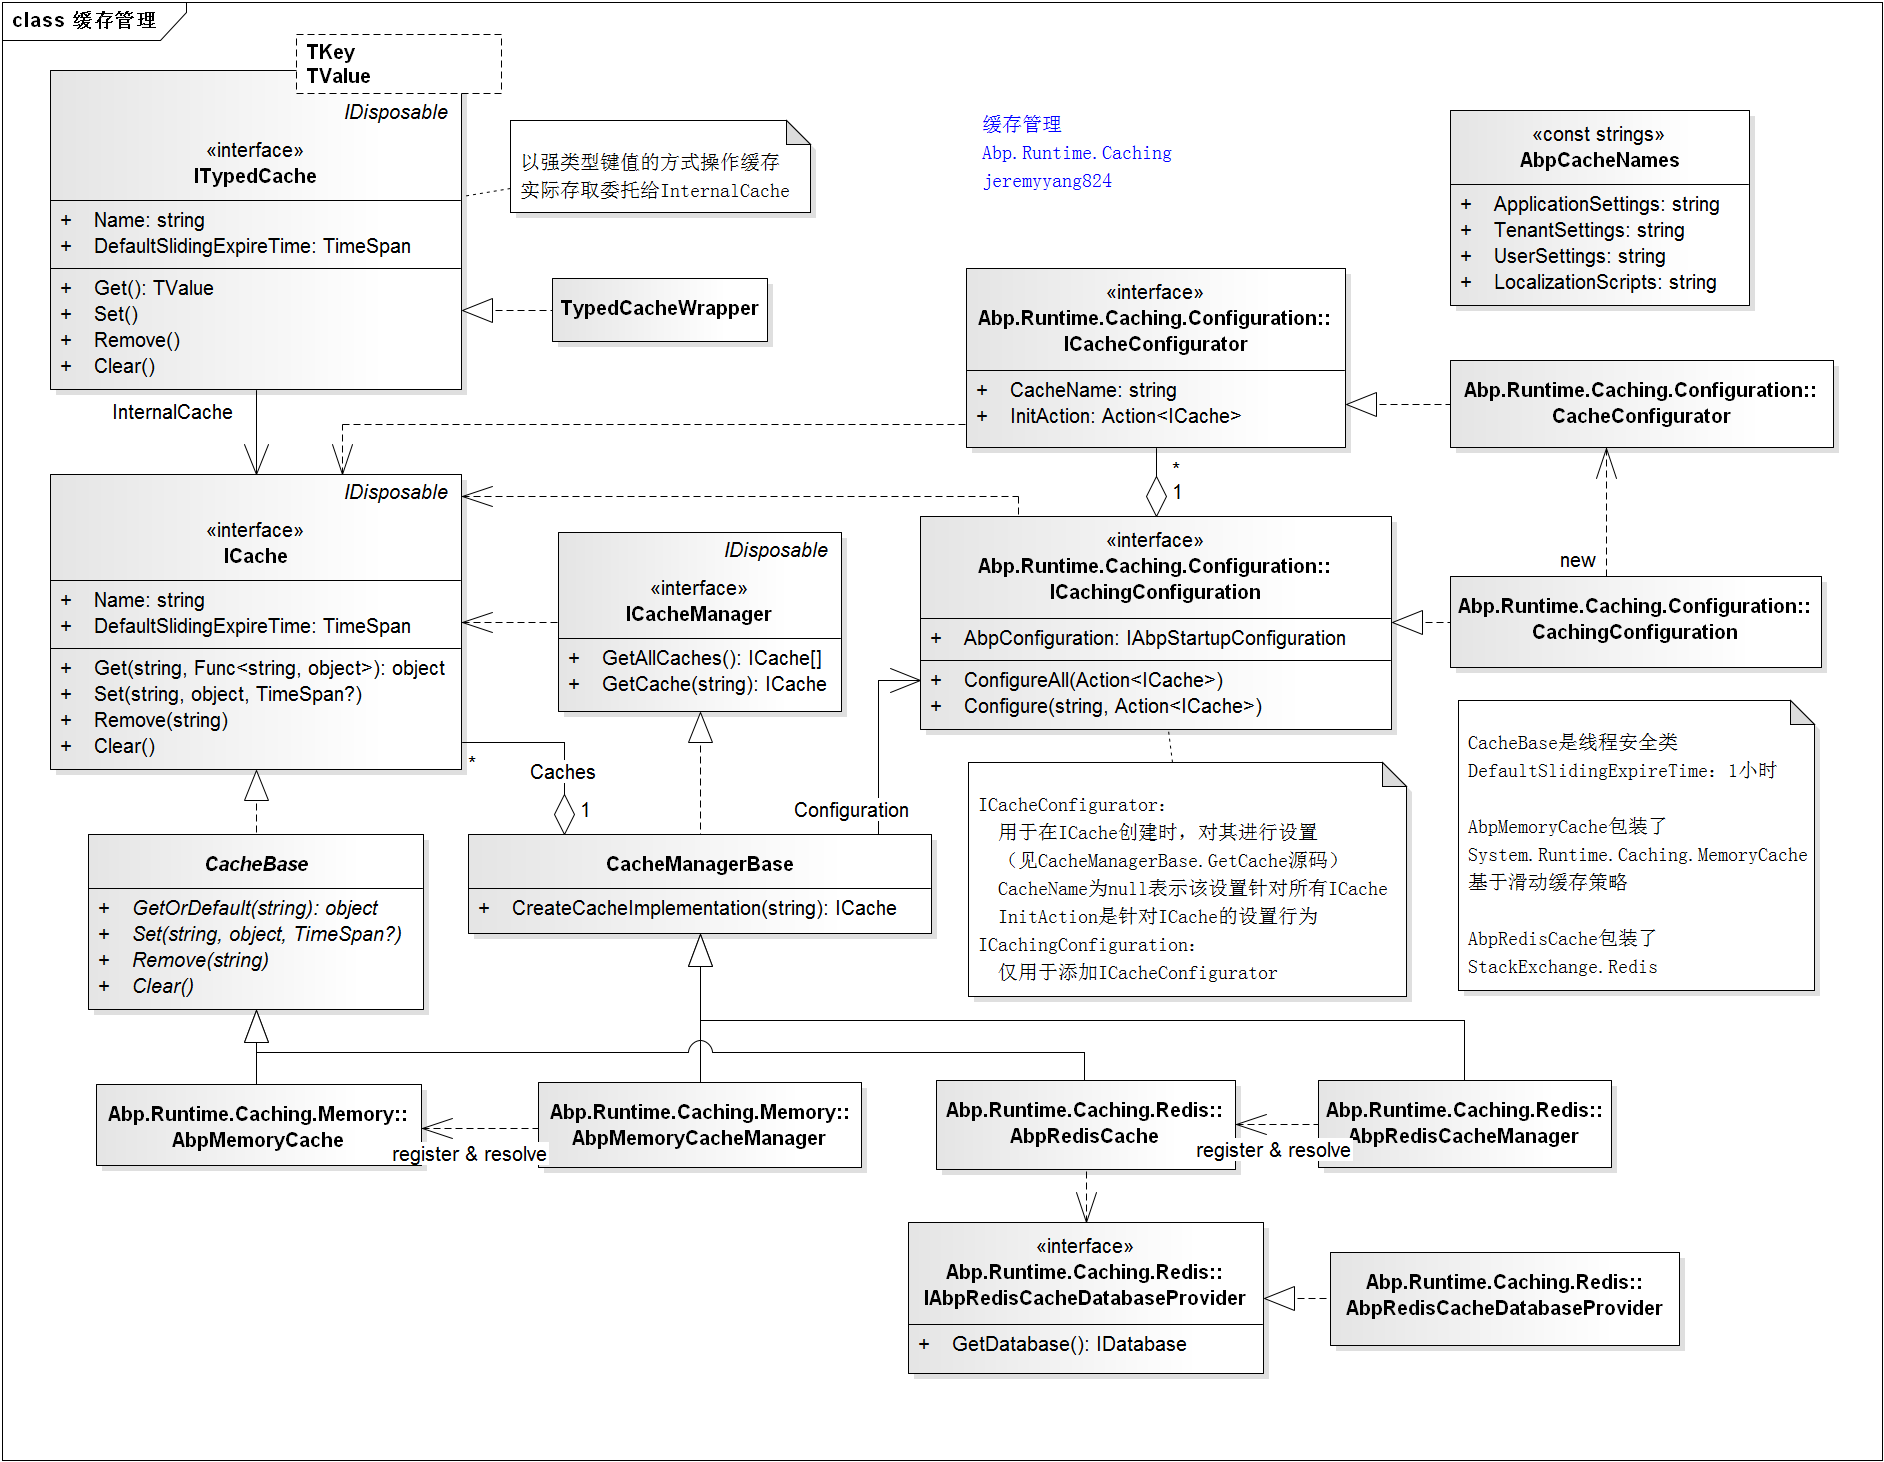 class 缓存管理
TKey
TValue
IDisposable
«interface»
ITypedCache
+ Name: string
+ DefaultSlidingExpireTime: TimeSpan
+ Get(): TValue
+ Set()
+ Remove()
+ Clear()
以强类型键值的方式操作缓存
实际存取委托给InternalCache
缓存管理
Abp.Runtime.Caching
jeremyyang824
«const strings»
AbpCacheNames
+ ApplicationSettings: string
+ TenantSettings: string
+ UserSettings: string
+ LocalizationScripts: string
TypedCacheWrapper
«interface»
Abp.Runtime.Caching.Configuration::
ICacheConfigurator
+ CacheName: string
+ InitAction: Action<ICache>
Abp.Runtime.Caching.Configuration::
CacheConfigurator
InternalCache
*
1
new
IDisposable
«interface»
ICache
+ Name: string
+ DefaultSlidingExpireTime: TimeSpan
+ Get(string, Func<string, object>): object
+ Set(string, object, TimeSpan?)
+ Remove(string)
+ Clear()
IDisposable
«interface»
ICacheManager
+ GetAllCaches(): ICache[]
+ GetCache(string): ICache
«interface»
Abp.Runtime.Caching.Configuration::
ICachingConfiguration
+ AbpConfiguration: IAbpStartupConfiguration
+ ConfigureAll(Action<ICache>)
+ Configure(string, Action<ICache>)
Abp.Runtime.Caching.Configuration::
CachingConfiguration
*
Caches
1
Configuration
CacheBase是线程安全类
DefaultSlidingExpireTime：1小时
AbpMemoryCache包装了
System.Runtime.Caching.MemoryCache
基于滑动缓存策略
AbpRedisCache包装了
StackExchange.Redis
ICacheConfigurator：
用于在ICache创建时，对其进行设置
（见CacheManagerBase.GetCache源码）
CacheName为null表示该设置针对所有ICache
InitAction是针对ICache的设置行为
ICachingConfiguration：
仅用于添加ICacheConfigurator
CacheBase
+ GetOrDefault(string): object
+ Set(string, object, TimeSpan?)
+ Remove(string)
+ Clear()
CacheManagerBase
+ CreateCacheImplementation(string): ICache
Abp.Runtime.Caching.Memory::
AbpMemoryCache
register & resolve
Abp.Runtime.Caching.Memory::
AbpMemoryCacheManager
Abp.Runtime.Caching.Redis::
AbpRedisCache
register & resolve
Abp.Runtime.Caching.Redis::
AbpRedisCacheManager
«interface»
Abp.Runtime.Caching.Redis::
IAbpRedisCacheDatabaseProvider
+ GetDatabase(): IDatabase
Abp.Runtime.Caching.Redis::
AbpRedisCacheDatabaseProvider